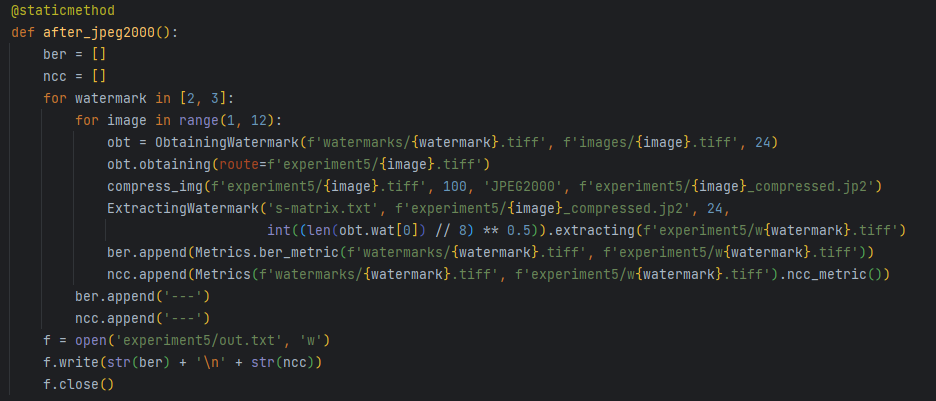 @staticmethod
def after_jpeg2000():
    ber = []
    ncc = []
    for watermark in [2, 3]:
        for image in range(1, 12):
            obt = ObtainingWatermark(f'watermarks/{watermark}.tiff', f'images/{image}.tiff', 24)
            obt.obtaining(route=f'experiment5/{image}.tiff')
            compress_img(f'experiment5/{image}.tiff', 100, 'JPEG2000', f'experiment5/{image}_compressed.jp2')
            ExtractingWatermark('s-matrix.txt', f'experiment5/{image}_compressed.jp2', 24,
                                int((len(obt.wat[0]) // 8) ** 0.5)).extracting(f'experiment5/w{watermark}.tiff')
            ber.append(Metrics.ber_metric(f'watermarks/{watermark}.tiff', f'experiment5/w{watermark}.tiff'))
            ncc.append(Metrics(f'watermarks/{watermark}.tiff', f'experiment5/w{watermark}.tiff').ncc_metric())
        ber.append('---')
        ncc.append('---')
    f = open('experiment5/out.txt', 'w')
    f.write(str(ber) + '\n' + str(ncc))
    f.close()